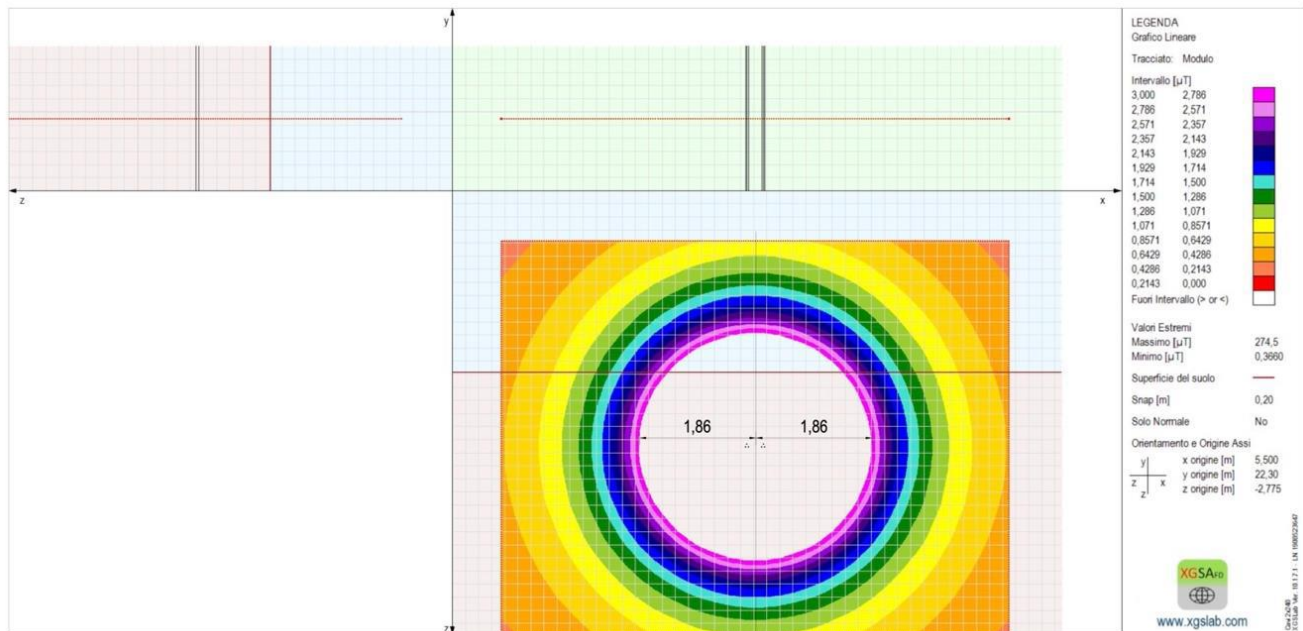 y
z
x
1,86
1,86
z
LEGENDA
Grafico Lineare
Tracciato: Modulo
Intervallo [µT]
3,000 2,786
2,786 2,571
2,571 2,357
2,357 2,143
2,143 1,929
1,929 1,714
1,714 1,500
1,500 1,286
1,286 1,071
1,071 0,8571
0,8571 0,6429
0,6429 0,4286
0,4286 0,2143
0,2143 0,000
Fuori Intervallo (> or <)
Valori Estremi
Massimo [µT] 274,5
Minimo [µT] 0,3660
Superficie del suolo
Snap [m] 0,20
Solo Normale No
Orientamento e Origine Assi
y x origine [m] 5,500
z x y origine [m] 22,30
z z origine [m] -2,775
XGSA FD
www.xgslab.com